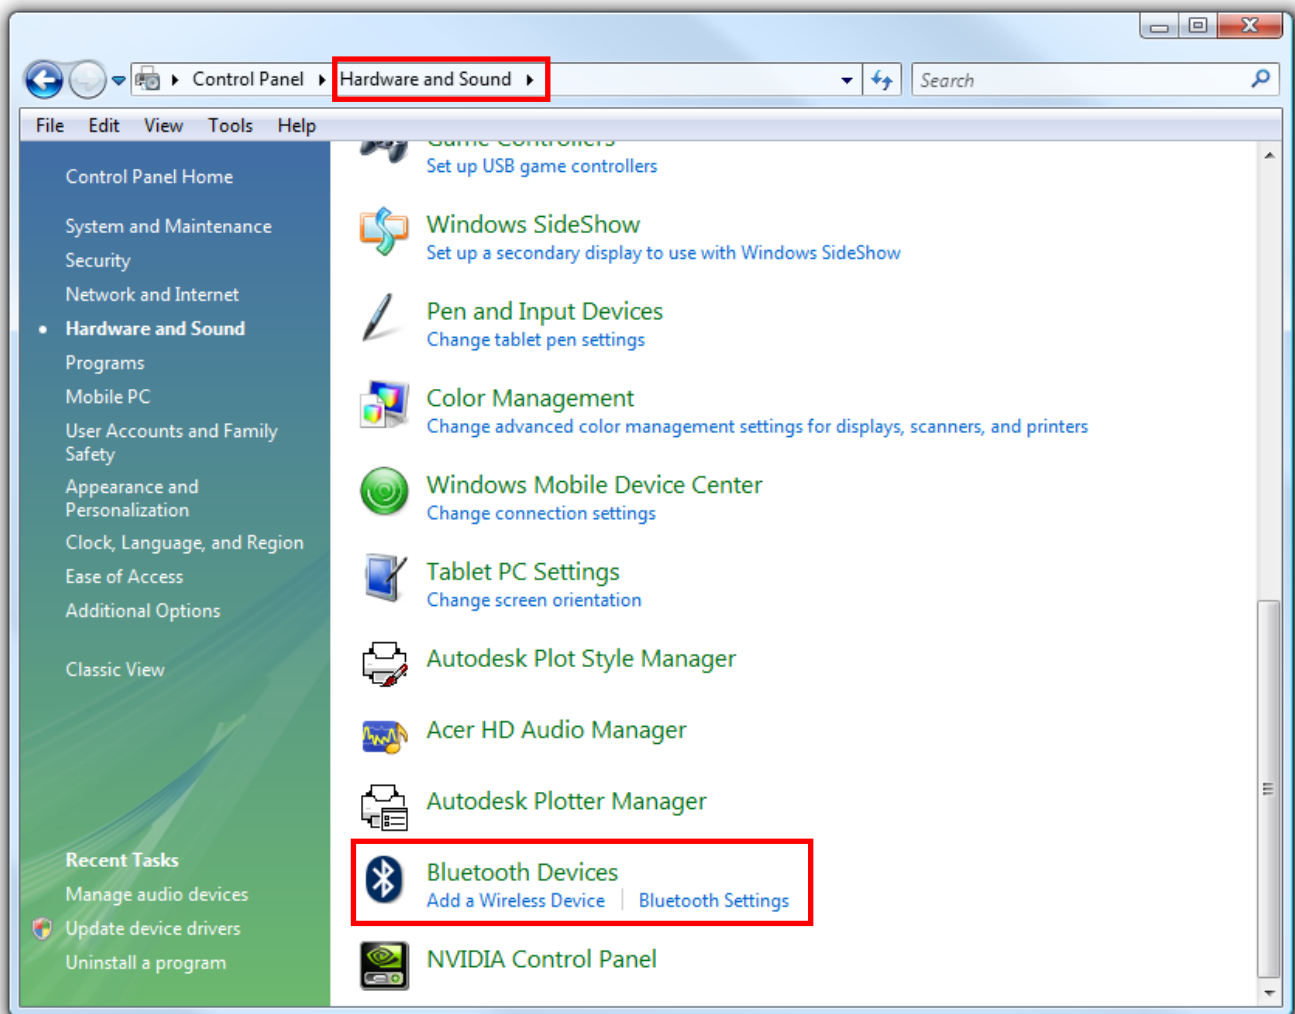 Control Panel
Hardware and Sound
Search
File Edit View Tools Help
Control Panel Home
System and Maintenance
Security
Network and Internet
Hardware and Sound
Programs
Mobile PC
User Accounts and Family
Safety
Appearance and
Personalization
Clock, Language, and Region
Ease of Access
Additional Options
Classic View
Recent Tasks
Manage audio devices
Update device drivers
Uninstall a program
Game Controllers
Set up USB game controllers
Windows SideShow
Set up a secondary display to use with Windows SideShow
Pen and Input Devices
Change tablet pen settings
Color Management
Change advanced color management settings for displays, scanners, and printers
Windows Mobile Device Center
Change connection settings
Tablet PC Settings
Change screen orientation
Autodesk Plot Style Manager
Acer HD Audio Manager
Autodesk Plotter Manager
Bluetooth Devices
Add a Wireless Device Bluetooth Settings
NVIDIA Control Panel